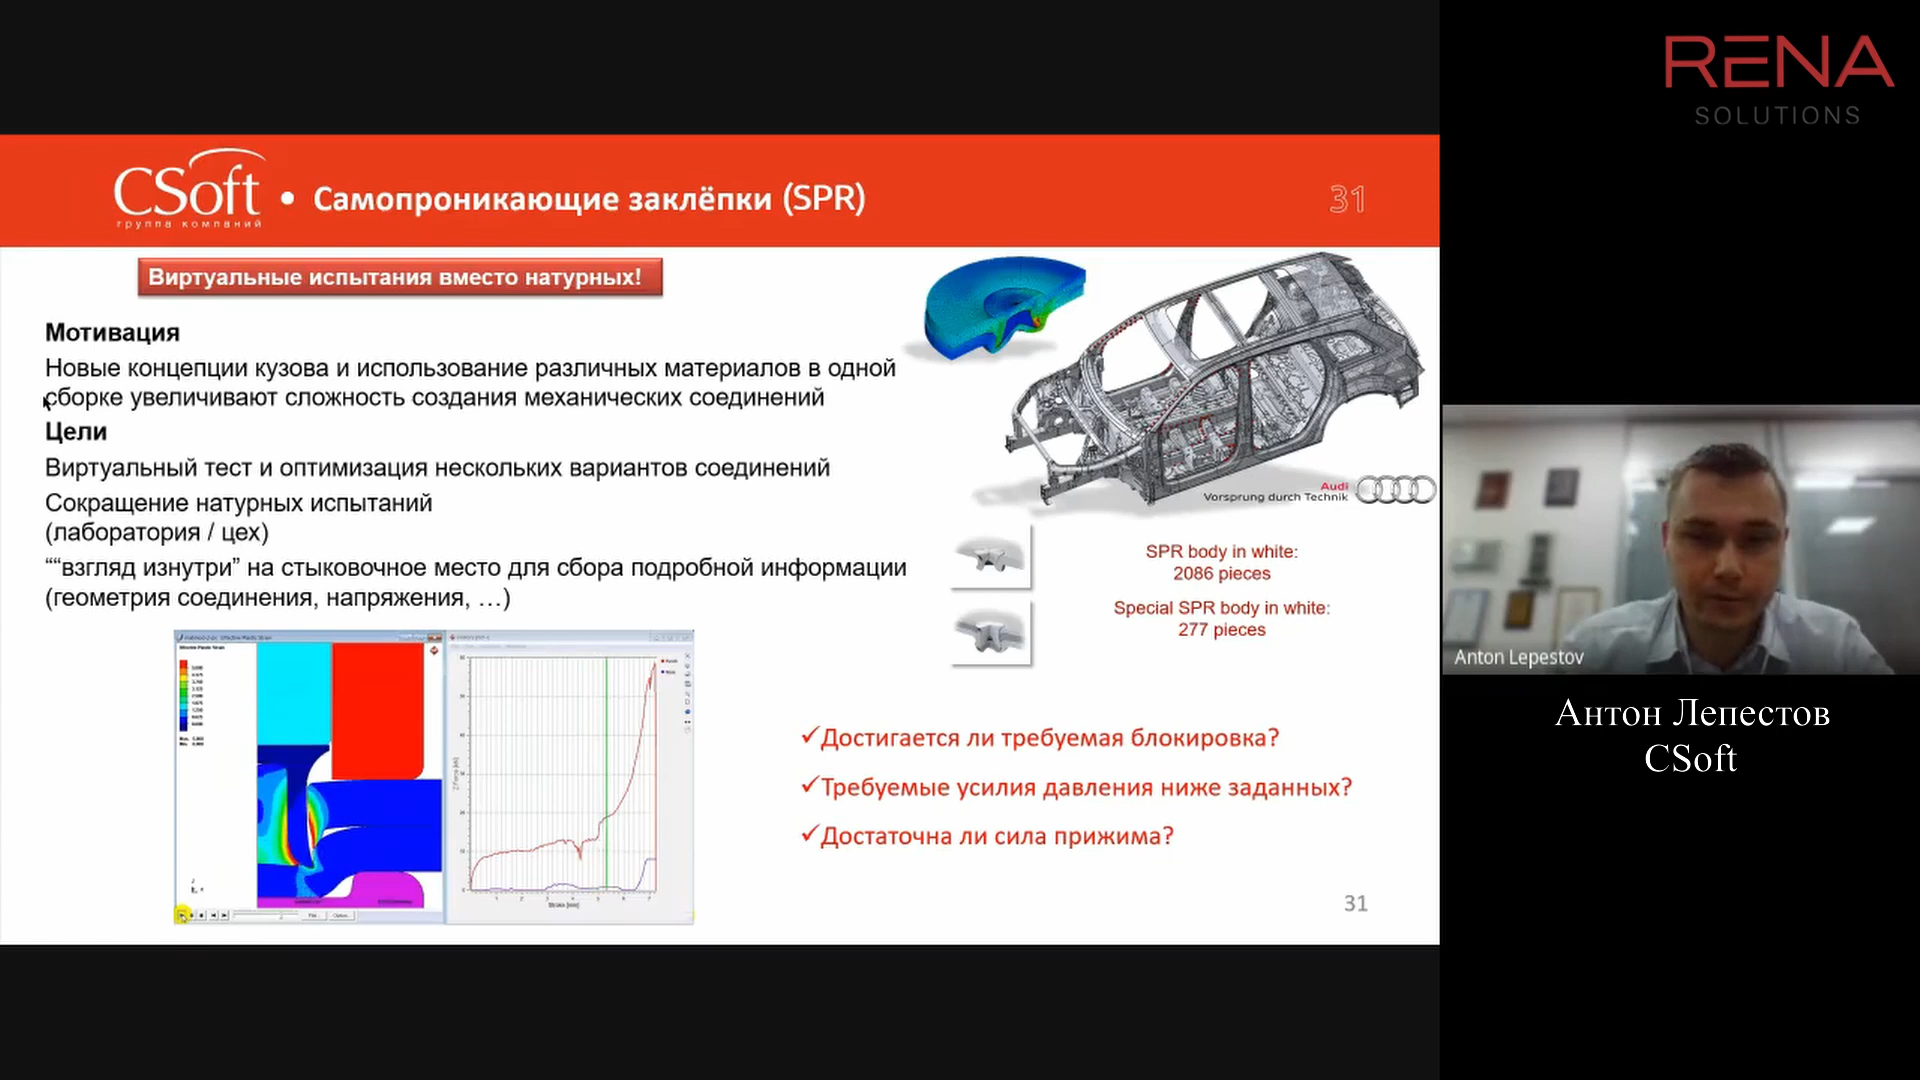 RENA
SOLUTIONS
CSoft
группа компаний
• Самопроникающие заклёпки (SPR)
31
Виртуальные испытания вместо натурных!
Мотивация
Новые концепции кузова и использование различных материалов в одной
сборке увеличивают сложность создания механических соединений
Цели
Виртуальный тест и оптимизация нескольких вариантов соединений
Сокращение натурных испытаний
(лаборатория / цех)
““взгляд изнутри” на стыковочное место для сбора подробной информации
(геометрия соединения, напряжения, …)
Audi
Vorsprung durch Technik
SPR body in white:
2086 pieces
Special SPR body in white:
277 pieces
✓Достигается ли требуемая блокировка?
✓Требуемые усилия давления ниже заданных?
✓Достаточна ли сила прижима?
31
Anton Lepestov
Антон Лепестов
CSoft